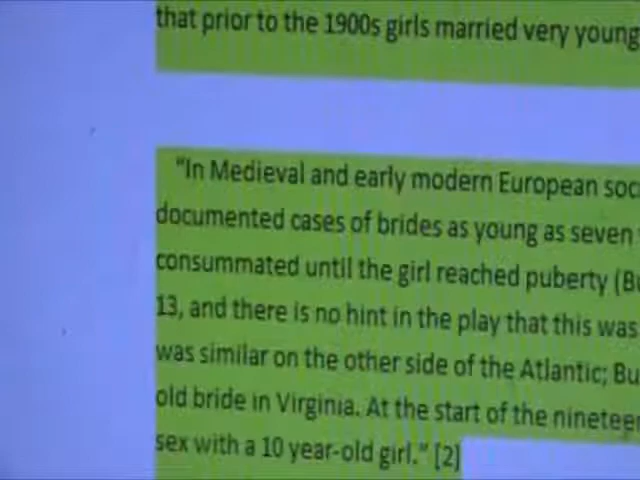 that prior to the 1900s girls married very young
"In Medieval and early modern European
documented cases of brides as young as seven
consummated until the girl reached puberty
13, and there is no hint in the play that this was
was similar on the other side of the Atlantic;
old bride in Virginia. At the start of the
sex with a 10 year-old girl." [2]